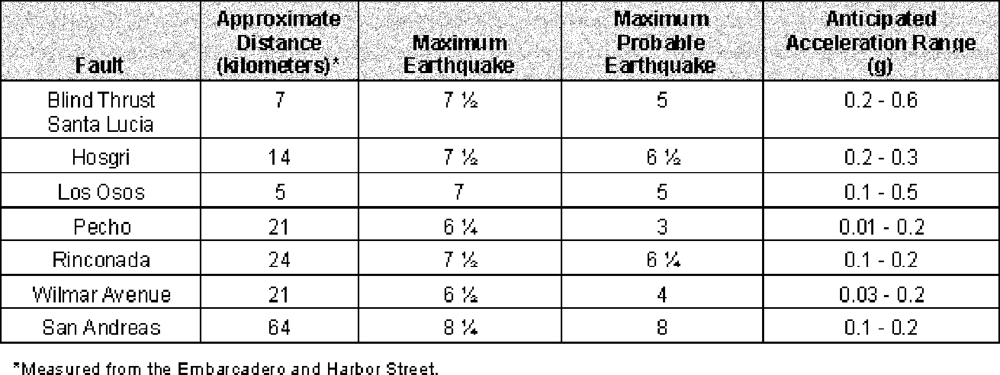 Fault Approximate Distance (kilometers)* Maximum Earthquake Maximum Probable Earthquake Anticipated Acceleration Range (g)
Blind Thrust Santa Lucia 7 7 ½ 5 0.2 - 0.6
Hosgri 14 7 ½ 6 ½ 0.2 - 0.3
Los Osos 5 7 5 0.1 - 0.5
Pecho 21 6 ¼ 3 0.01 - 0.2
Rinconada 24 7 ½ 6 ¼ 0.1 - 0.2
Wilmar Avenue 21 6 ½ 4 0.03 - 0.2
San Andreas 64 8 ¼ 8 0.1 - 0.2
*Measured from the Embarcadero and Harbor Street.